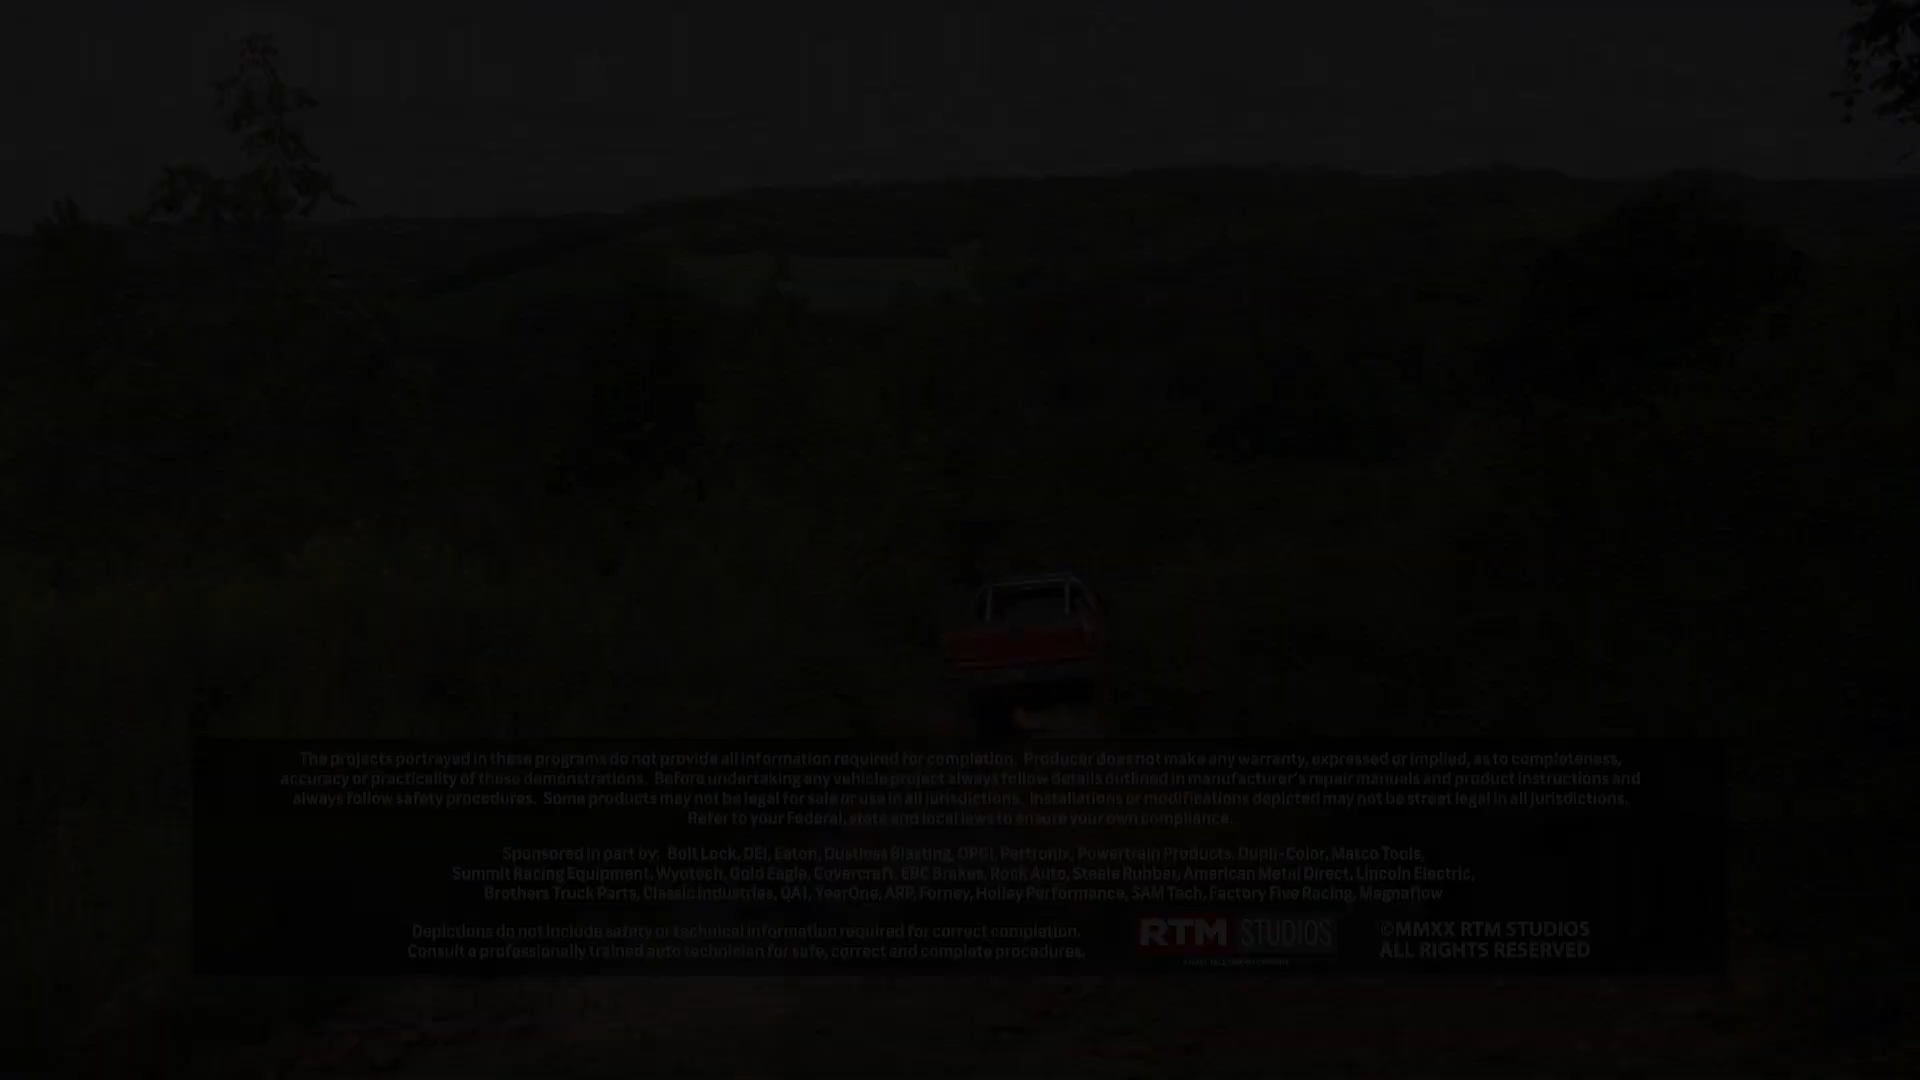 The projects portrayed in these programs do not provide all information required for completion. Producer does not make any warranty, expressed or implied, as to completeness,
accuracy or practicality of those demonstrations. Before undertaking any vehicle project always follow details outlined in manufacturer's repair manuals and product instructions and
always follow safety procedures. Some products may not be legal for sale or use in all jurisdictions. Installations or modifications depicted may not be street legal in all jurisdictions.
Refer to your Federal, state and local laws to ensure your own compliance.
Sponsored in part by: Bolt Lock, DEI, Eaton, Dustless Blasting, OPGI, Pertronix, Powertrain Products, Dupli-Color, Matco Tools,
Summit Racing Equipment, Wyotech, Gold Eagle, Covercraft, EBC Brakes, Rock Auto, Steele Rubber, American Metal Direct, Lincoln Electric,
Brothers Truck Parts, Classic Industries, QA1, YearOne, ARP, Forney, Holley Performance, SAM Tech, Factory Five Racing, Magnaflow
Depictions do not include safety or technical information required for correct completion.
Consult a professionally trained auto technician for safe, correct and complete procedures.
RTM STUDIOS
©MMXX RTM STUDIOS
ALL RIGHTS RESERVED